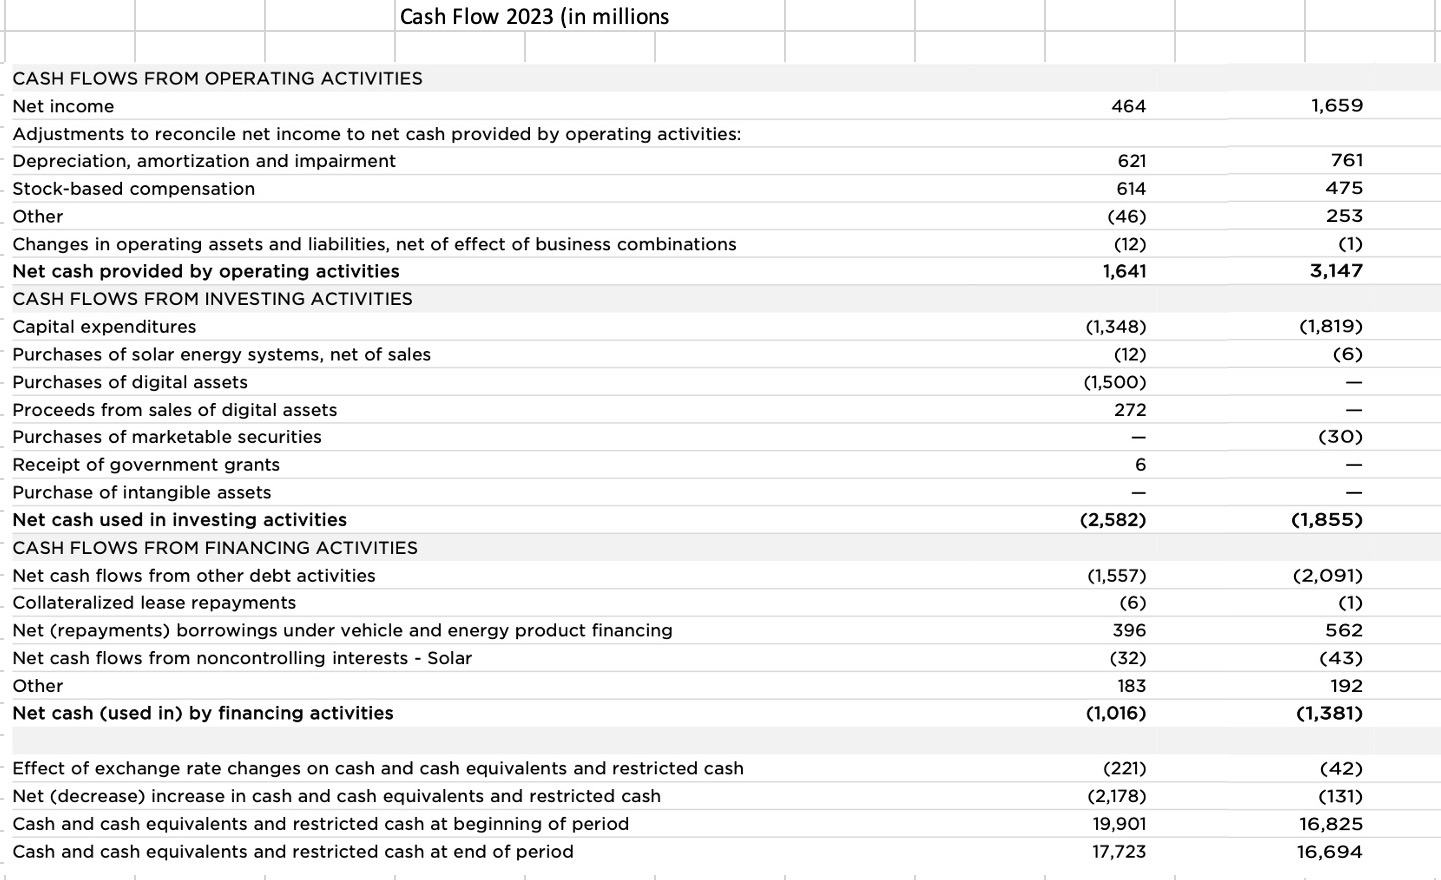 Cash Flow 2023 (in millions
CASH FLOWS FROM OPERATING ACTIVITIES
Net income 464 1,659
Adjustments to reconcile net income to net cash provided by operating activities:
Depreciation, amortization and impairment 621 761
Stock-based compensation 614 475
Other (46) 253
Changes in operating assets and liabilities, net of effect of business combinations (12) (1)
Net cash provided by operating activities 1,641 3,147
CASH FLOWS FROM INVESTING ACTIVITIES
Capital expenditures (1,348) (1,819)
Purchases of solar energy systems, net of sales (12) (6)
Purchases of digital assets (1,500) —
Proceeds from sales of digital assets 272 —
Purchases of marketable securities — (30)
Receipt of government grants 6 —
Purchase of intangible assets — —
Net cash used in investing activities (2,582) (1,855)
CASH FLOWS FROM FINANCING ACTIVITIES
Net cash flows from other debt activities (1,557) (2,091)
Collateralized lease repayments (6) (1)
Net (repayments) borrowings under vehicle and energy product financing 396 562
Net cash flows from noncontrolling interests - Solar (32) (43)
Other 183 192
Net cash (used in) by financing activities (1,016) (1,381)
Effect of exchange rate changes on cash and cash equivalents and restricted cash (221) (42)
Net (decrease) increase in cash and cash equivalents and restricted cash (2,178) (131)
Cash and cash equivalents and restricted cash at beginning of period 19,901 16,825
Cash and cash equivalents and restricted cash at end of period 17,723 16,694